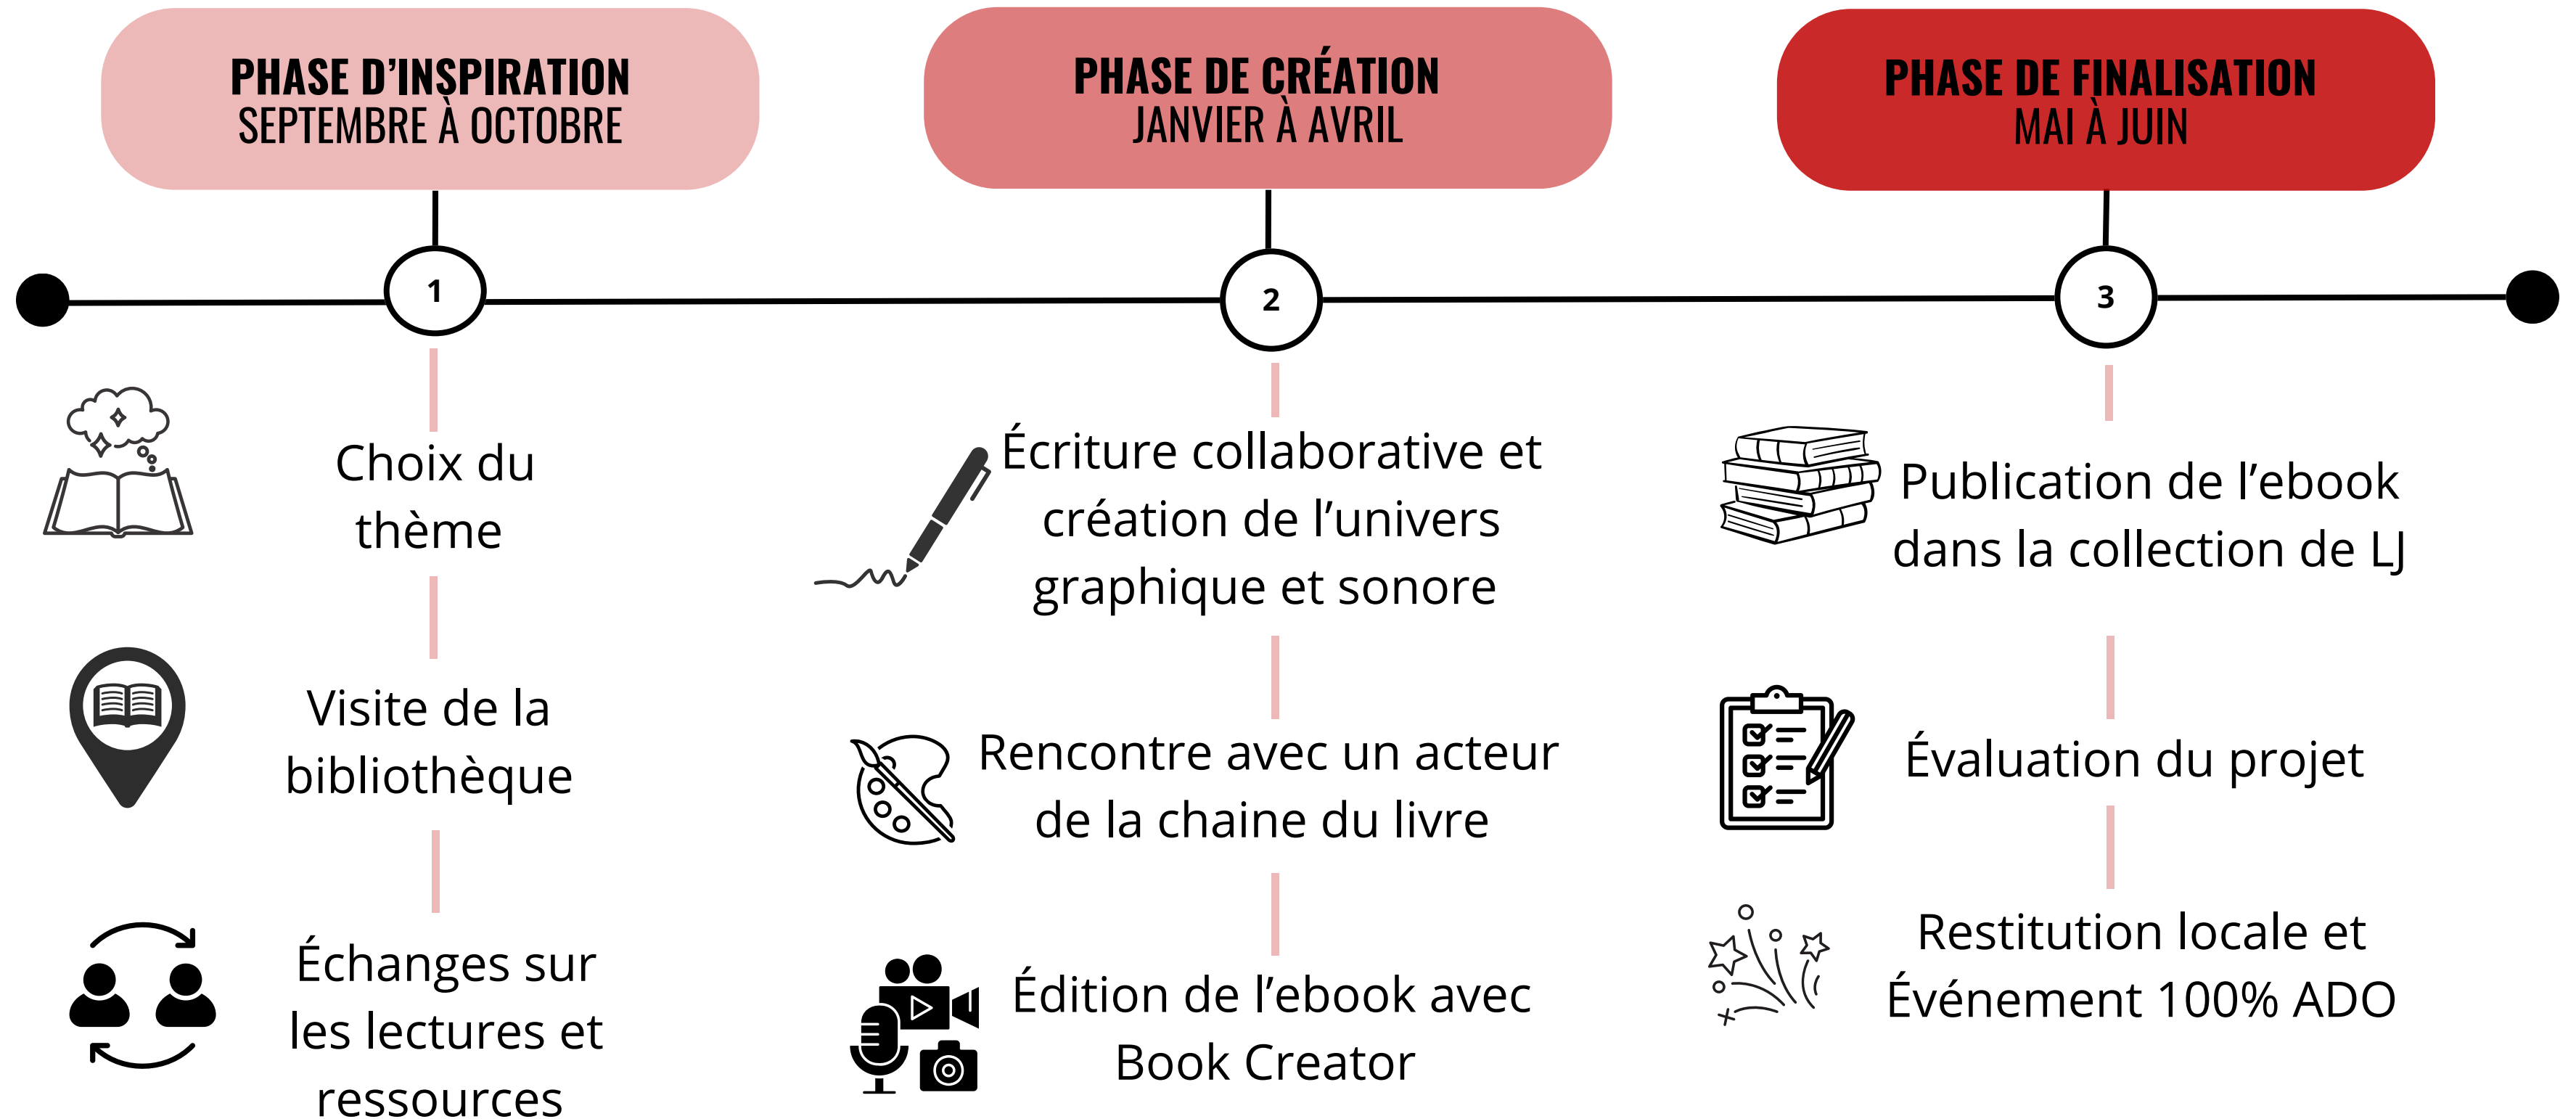 PHASE D’INSPIRATION
SEPTEMBRE À OCTOBRE
1
Choix du
thème
Visite de la
bibliothèque
Échanges sur
les lectures et
ressources
PHASE DE CRÉATION
JANVIER À AVRIL
2
Écriture collaborative et
création de l’univers
graphique et sonore
Rencontre avec un acteur
de la chaine du livre
Édition de l’ebook avec
Book Creator
PHASE DE FINALISATION
MAI À JUIN
3
Publication de l’ebook
dans la collection de LJ
Évaluation du projet
Restitution locale et
Événement 100% ADO